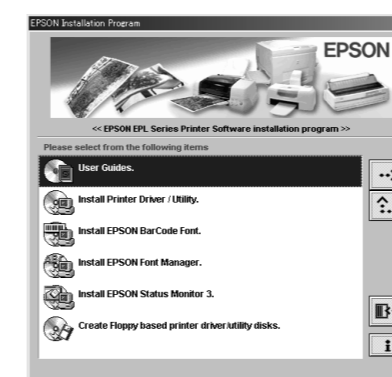 EPSON Installation Program
EPSON
<< EPSON EPL Series Printer Software installation program >>
Please select from the following items
User Guides.
Install Printer Driver / Utility.
Install EPSON BarCode Font.
Install EPSON Font Manager.
Install EPSON Status Monitor 3.
Create Floppy based printer driver/utility disks.